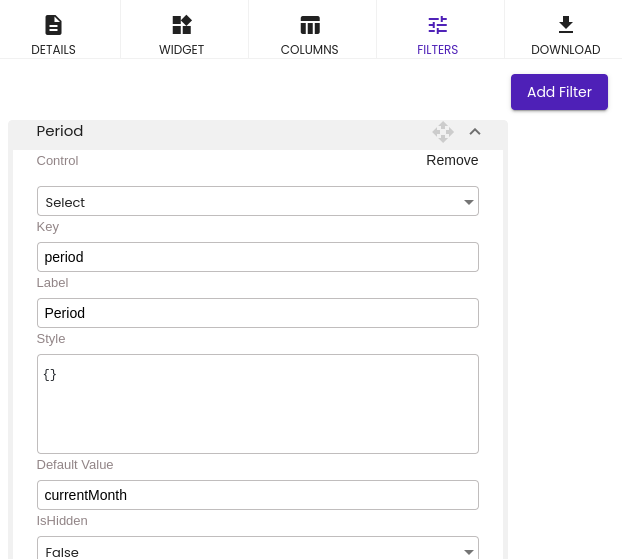 DETAILS WIDGET COLUMNS FILTERS DOWNLOAD
Add Filter
Period
Control Remove
Select
Key
period
Label
Period
Style
{}
Default Value
currentMonth
IsHidden
False